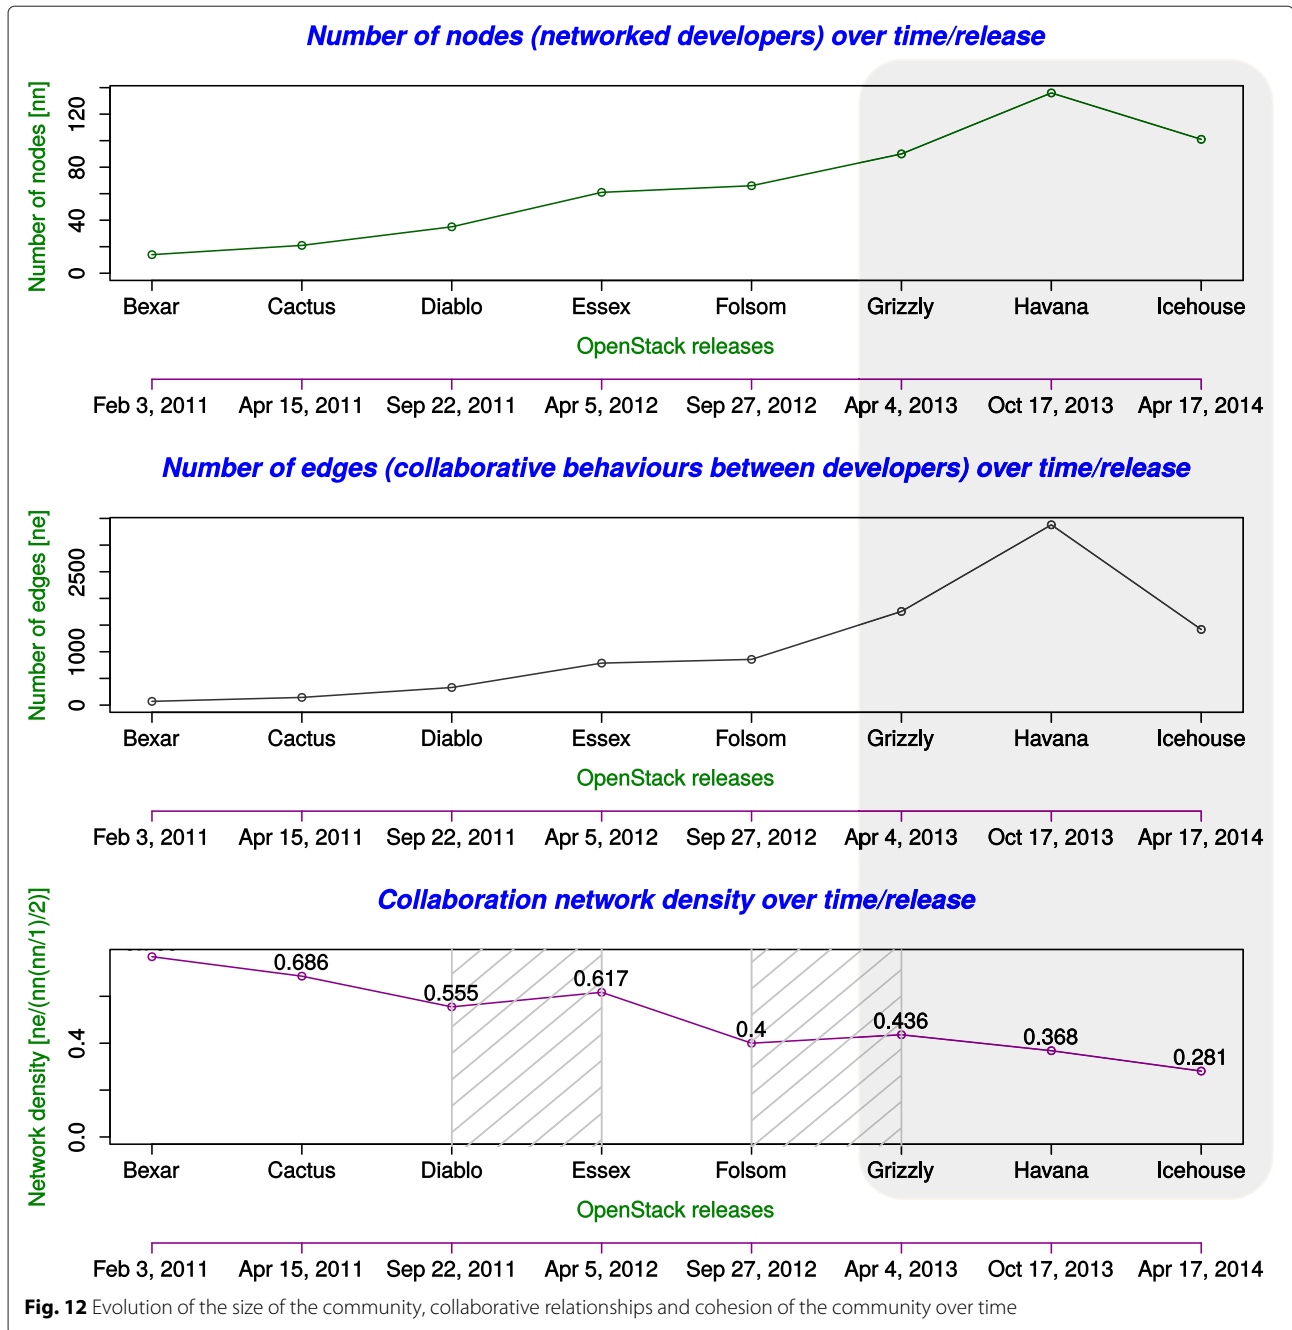 Number of nodes (networked developers) over time/release
Number of nodes [nn]
120
80
40
0
Bexar Cactus Diablo Essex Folsom Grizzly Havana Icehouse
OpenStack releases
Feb 3, 2011 Apr 15, 2011 Sep 22, 2011 Apr 5, 2012 Sep 27, 2012 Apr 4, 2013 Oct 17, 2013 Apr 17, 2014
Number of edges (collaborative behaviours between developers) over time/release
Number of edges [ne]
2500
1000
0
Bexar Cactus Diablo Essex Folsom Grizzly Havana Icehouse
OpenStack releases
Feb 3, 2011 Apr 15, 2011 Sep 22, 2011 Apr 5, 2012 Sep 27, 2012 Apr 4, 2013 Oct 17, 2013 Apr 17, 2014
Collaboration network density over time/release
Network density [ne/(nn(nn/1)/2)]
0.4
0.0
0.686
0.555
0.617
0.4
0.436
0.368
0.281
Bexar Cactus Diablo Essex Folsom Grizzly Havana Icehouse
OpenStack releases
Feb 3, 2011 Apr 15, 2011 Sep 22, 2011 Apr 5, 2012 Sep 27, 2012 Apr 4, 2013 Oct 17, 2013 Apr 17, 2014
Fig. 12 Evolution of the size of the community, collaborative relationships and cohesion of the community over time